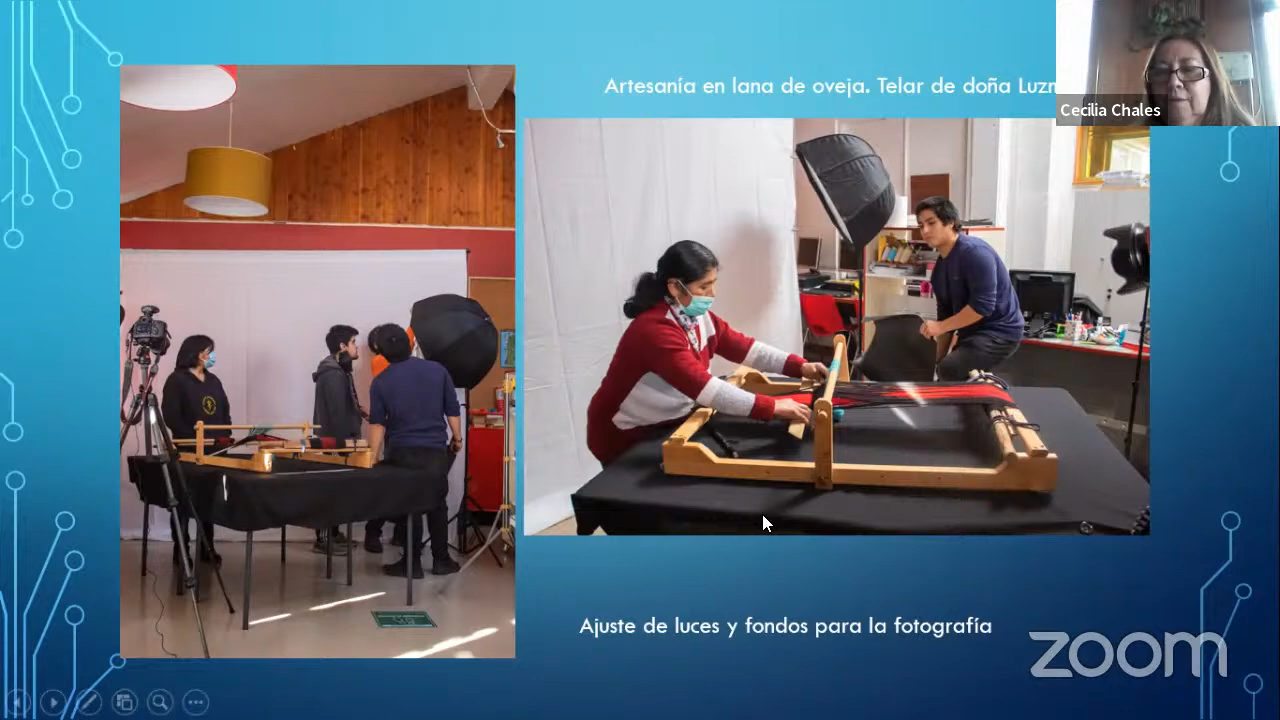 Artesanía en lana de oveja. Telar de doña
Cecilia Chales
Ajuste de luces y fondos para la fotografía
zoom